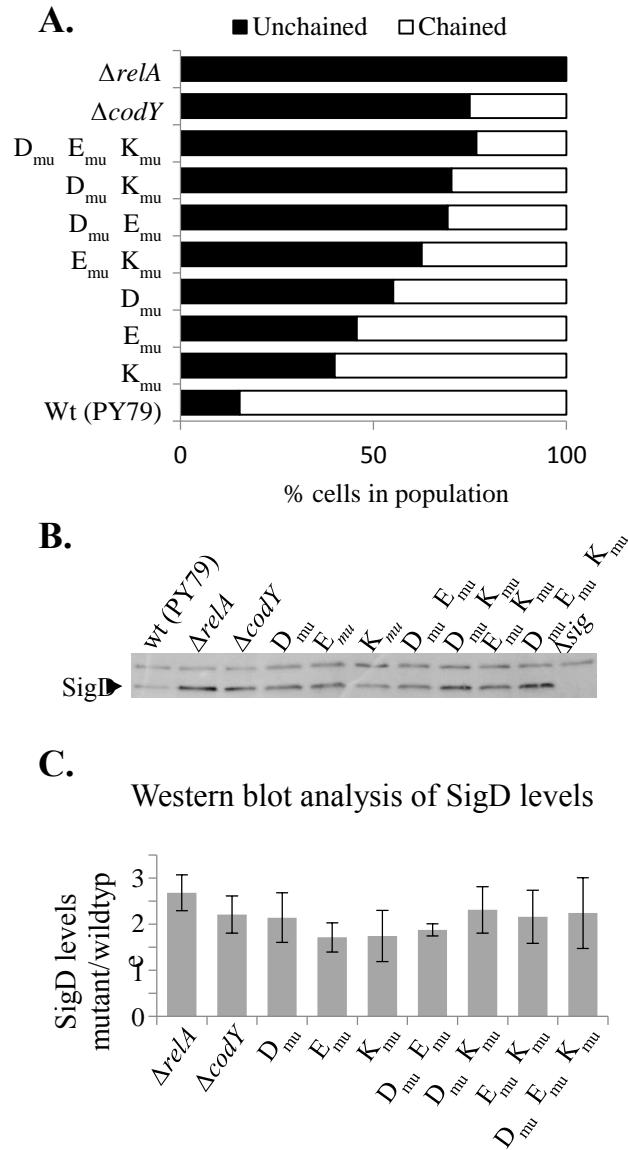 A.
Unchained Chained
ΔrelA
ΔcodY
Dmu Emu Kmu
Dmu Kmu
Dmu Emu
Emu Kmu
Dmu
Emu
Kmu
Wt (PY79)
0 50 100
% cells in population
B.
wt (PY79)
ΔrelA
ΔcodY
Dmu
Emu
Kmu
Dmu Emu
Dmu Kmu
Emu Kmu
Dmu Emu Kmu
Δsig
SigD
C.
Western blot analysis of SigD levels
SigD levels
mutant/wildtyp
e
3
2
1
0
ΔrelA
ΔcodY
Dmu
Emu
Kmu
Dmu Emu
Dmu Kmu
Emu Kmu
Dmu Emu Kmu